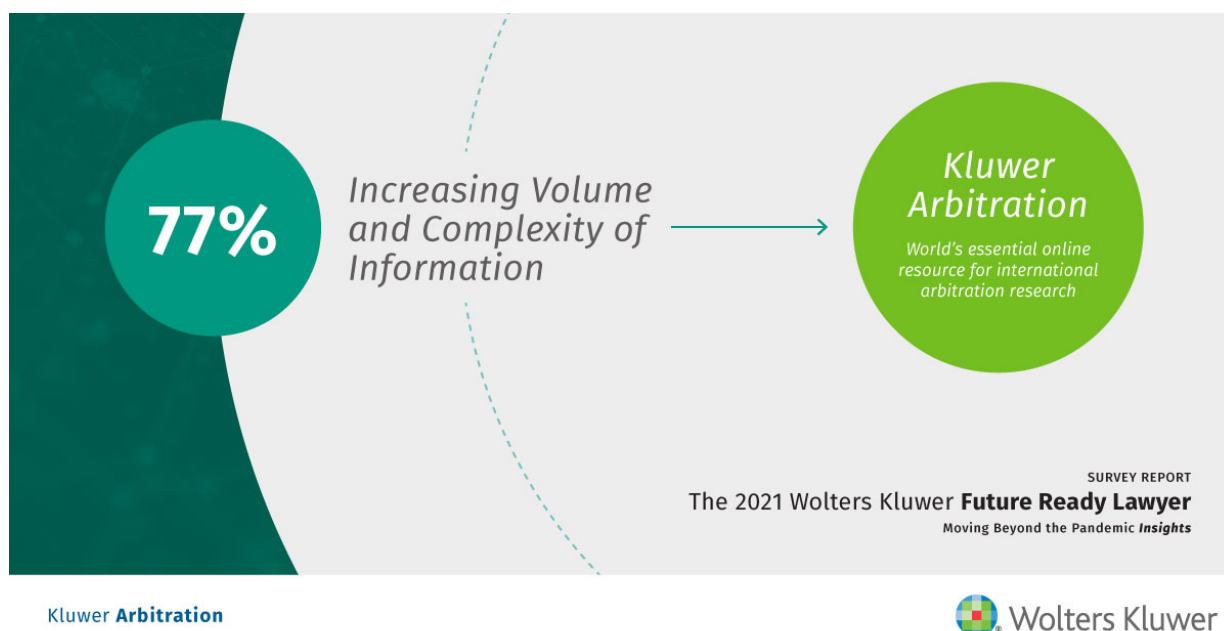 77%
Increasing Volume
and Complexity of
Information
Kluwer
Arbitration
World's essential online
resource for international
arbitration research
SURVEY REPORT
The 2021 Wolters Kluwer Future Ready Lawyer
Moving Beyond the Pandemic Insights
Kluwer Arbitration
Wolters Kluwer